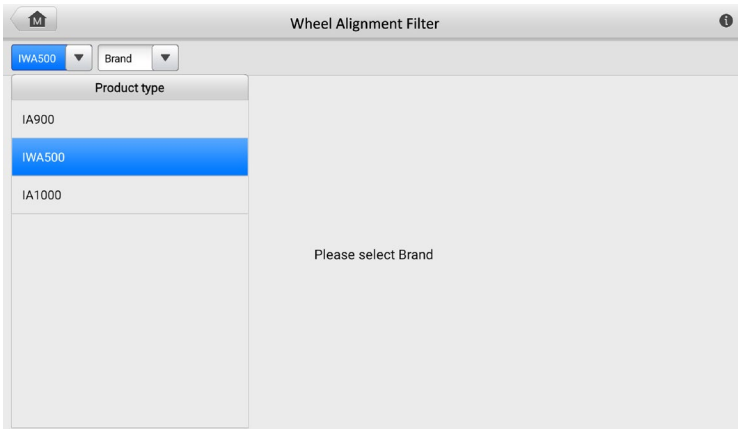 M
Wheel Alignment Filter
i
IWA500
Brand
Product type
IA900
IWA500
IA1000
Please select Brand